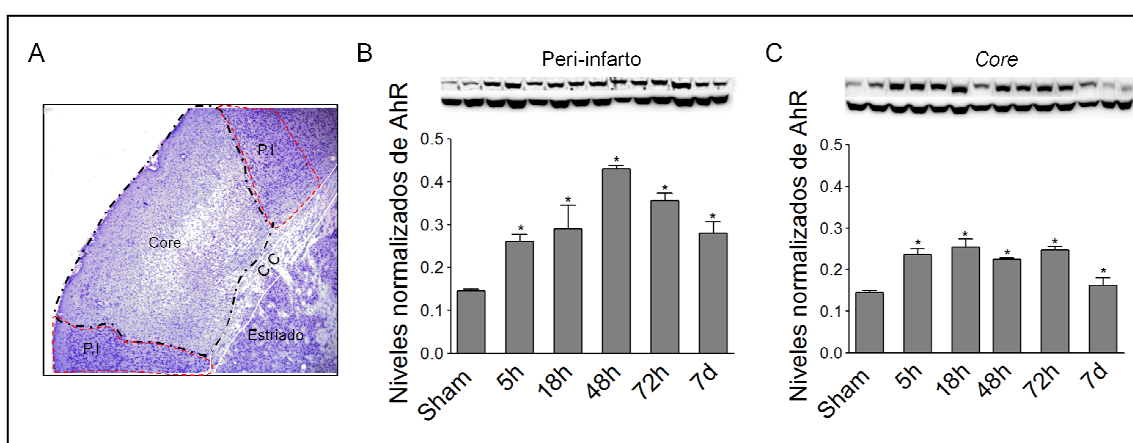 A
P.I
Core
C.C
Estriado
P.I
B
Peri-infarto
Niveles normalizados de AhR
0.5
0.4
0.3
0.2
0.1
0.0
*
*
*
*
*
Sham
5h
18h
48h
72h
7d
C
Core
Niveles normalizados de AhR
0.5
0.4
0.3
0.2
0.1
0.0
*
*
*
*
*
Sham
5h
18h
48h
72h
7d